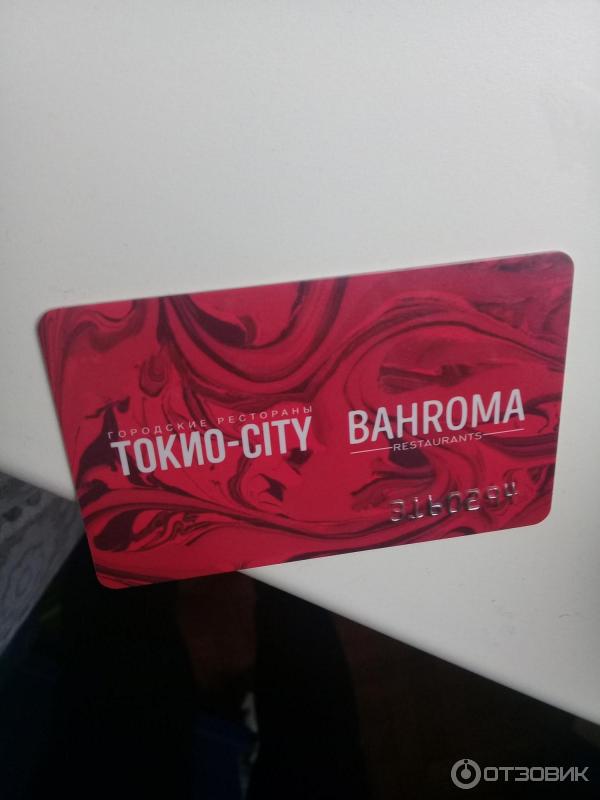 ГОРОДСКИЕ РЕСТОРАНЫ
ТОКИО-CITY
BAHROMA
RESTAURANTS
ОТЗОВИК